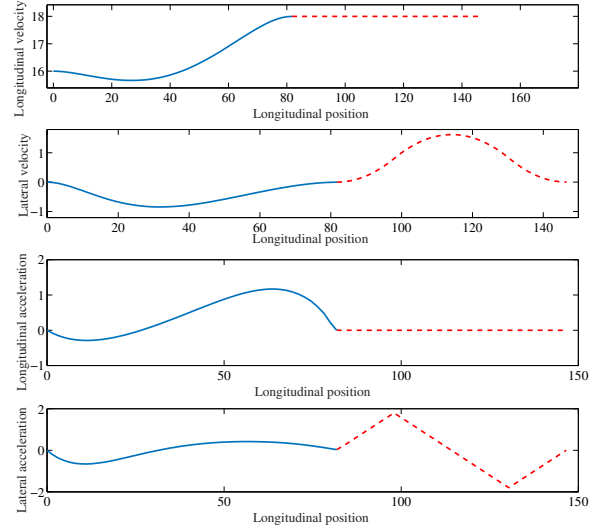 Longitudinal velocity
18
16
0 20 40 60 80 100 120 140 160
Longitudinal position
Lateral velocity
1
0
−1
0 20 40 60 80 100 120 140
Longitudinal position
Longitudinal acceleration
2
1
0
−1
0 50 100 150
Longitudinal position
Lateral acceleration
2
0
−2
0 50 100 150
Longitudinal position